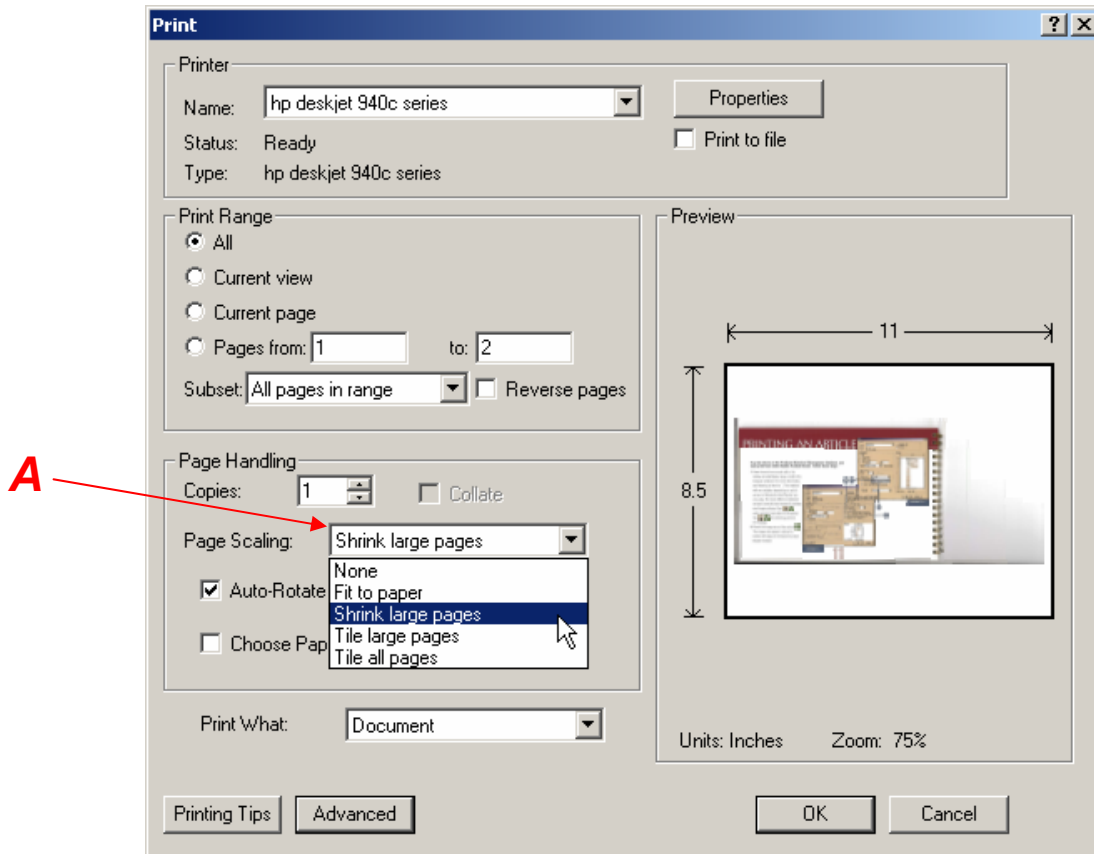 Print
Printer
Name: hp deskjet 940c series
Properties
Status: Ready
Print to file
Type: hp deskjet 940c series
Print Range
All
Current view
Current page
Pages from: 1 to: 2
Subset: All pages in range
Reverse pages
Preview
11
8.5
PRINTING AN ARTICLE
Units: Inches Zoom: 75%
A
Page Handling
Copies: 1
Collate
Page Scaling: Shrink large pages
None
Auto-Rotate
Fit to paper
Shrink large pages
Choose Pap
Tile large pages
Tile all pages
Print What: Document
Printing Tips
Advanced
OK
Cancel